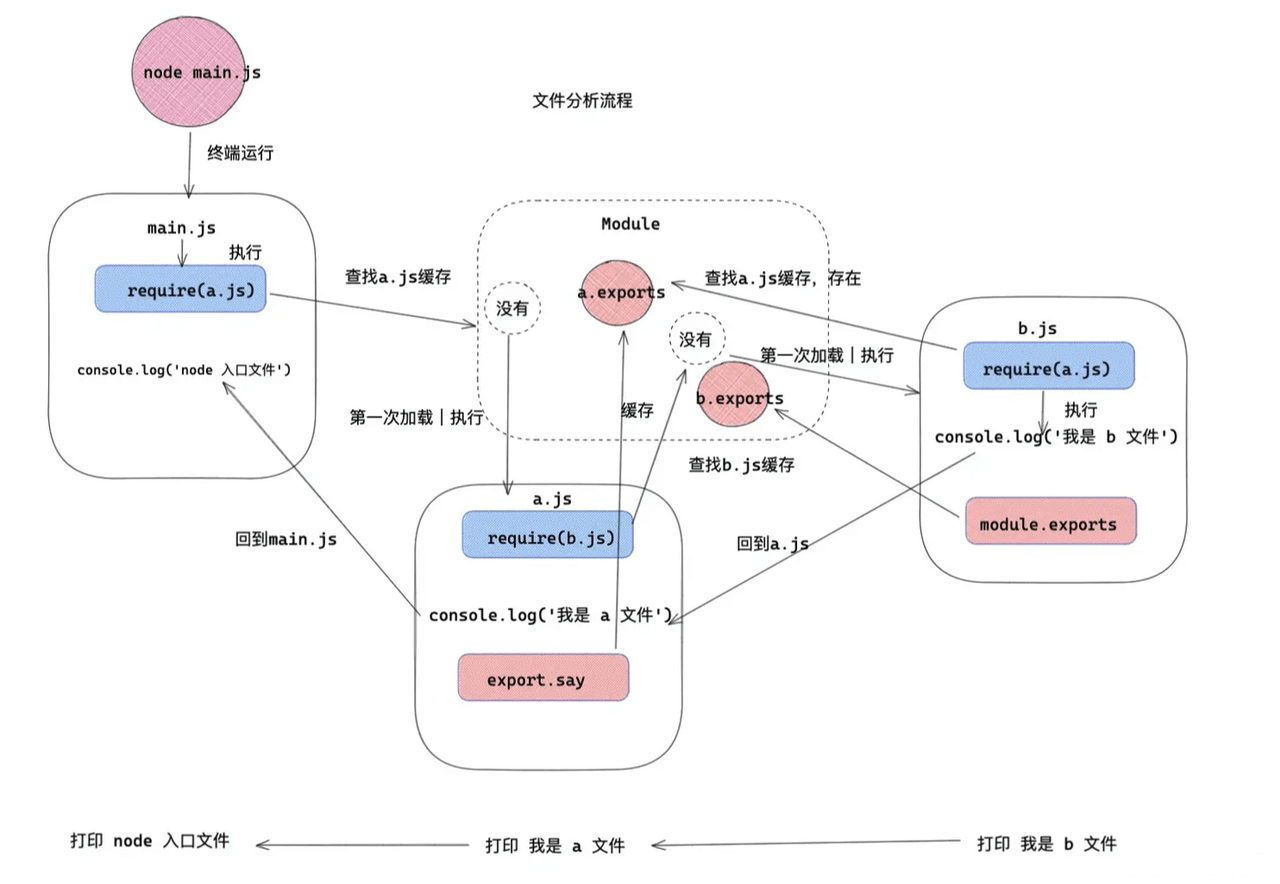 node main.js
文件分析流程
终端运行
main.js
执行
require(a.js)
console.log('node 入口文件')
查找a.js缓存
Module
没有
a.exports
查找a.js缓存，存在
没有
第一次加载｜执行
b.exports
b.js
require(a.js)
执行
console.log('我是 b 文件')
module.exports
第一次加载｜执行
缓存
查找b.js缓存
a.js
require(b.js)
回到main.js
回到a.js
console.log('我是 a 文件')
export.say
打印 node 入口文件
打印 我是 a 文件
打印 我是 b 文件